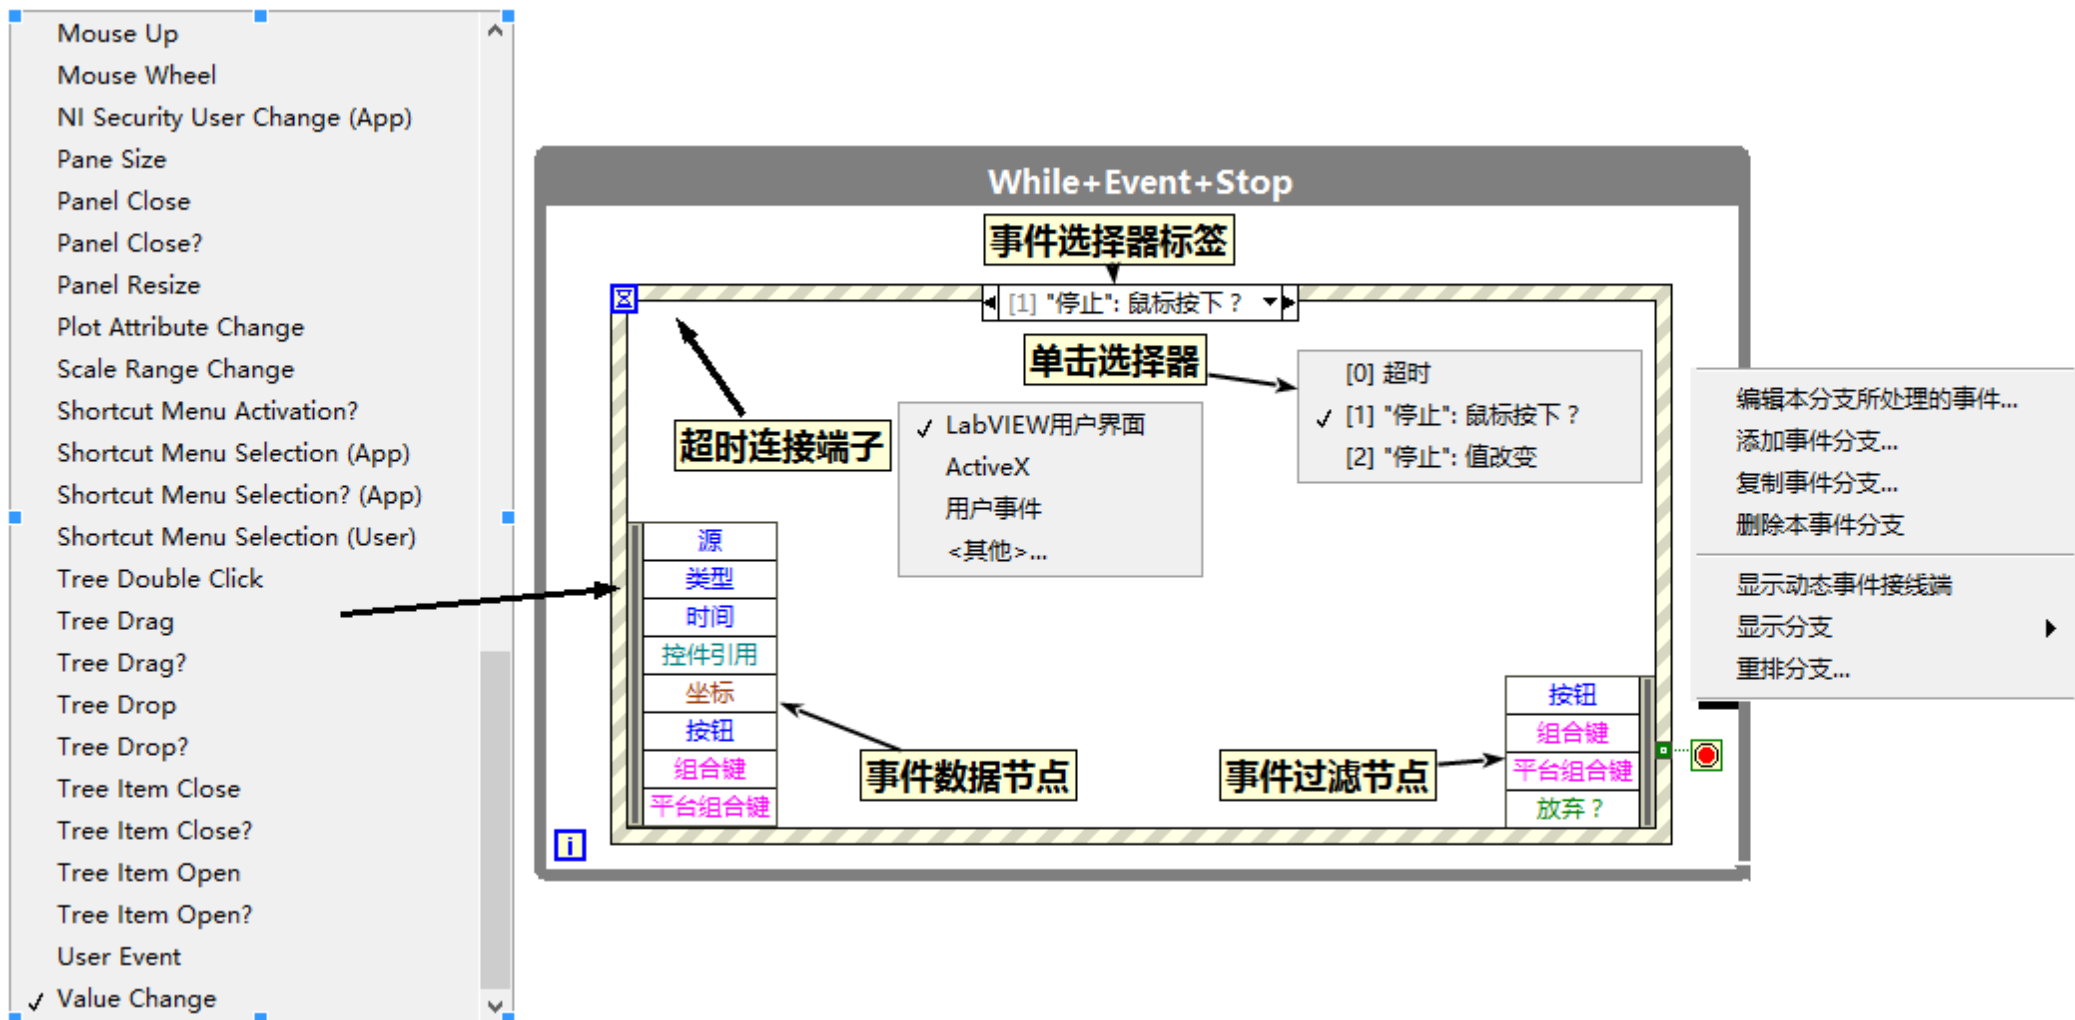 Mouse Up
Mouse Wheel
NI Security User Change (App)
Pane Size
Panel Close
Panel Close?
Panel Resize
Plot Attribute Change
Scale Range Change
Shortcut Menu Activation?
Shortcut Menu Selection (App)
Shortcut Menu Selection? (App)
Shortcut Menu Selection (User)
Tree Double Click
Tree Drag
Tree Drag?
Tree Drop
Tree Drop?
Tree Item Close
Tree Item Close?
Tree Item Open
Tree Item Open?
User Event
✓ Value Change
While+Event+Stop
事件选择器标签
[1] "停止": 鼠标按下？
单击选择器
[0] 超时
✓ [1] "停止": 鼠标按下？
[2] "停止": 值改变
超时连接端子
✓ LabVIEW用户界面
ActiveX
用户事件
<其他>...
源
类型
时间
控件引用
坐标
按钮
组合键
平台组合键
事件数据节点
事件过滤节点
按钮
组合键
平台组合键
放弃？
i
编辑本分支所处理的事件...
添加事件分支...
复制事件分支...
删除本事件分支
显示动态事件接线端
显示分支
重排分支...